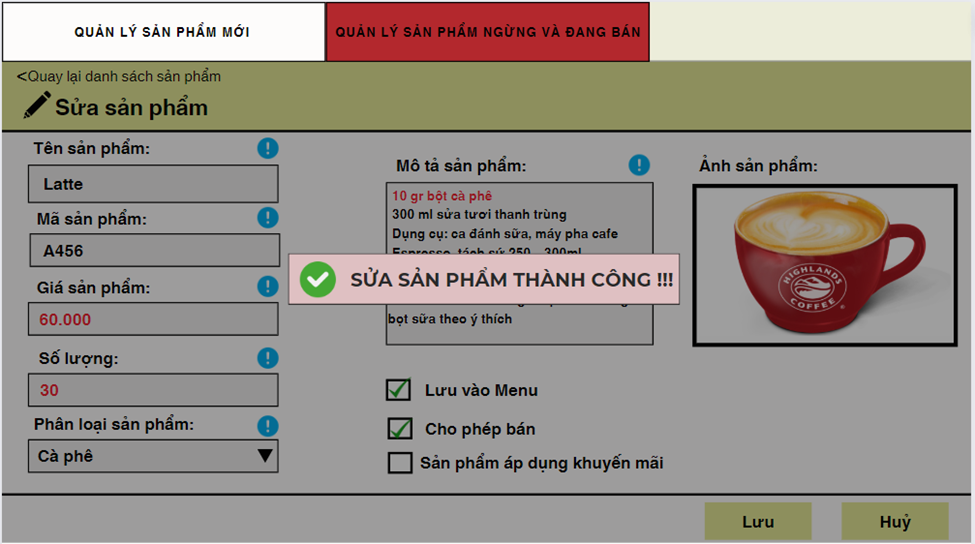 QUẢN LÝ SẢN PHẨM MỚI
QUẢN LÝ SẢN PHẨM NGỪNG VÀ ĐANG BÁN
<Quay lại danh sách sản phẩm
Sửa sản phẩm
Tên sản phẩm:
Latte
Mã sản phẩm:
A456
Giá sản phẩm:
60.000
Số lượng:
30
Phân loại sản phẩm:
Cà phê
Mô tả sản phẩm:
10 gr bột cà phê
300 ml sửa tươi thanh trùng
Dụng cụ: ca đánh sữa, máy pha cafe
Espresso, tách sứ 250 - 300ml
SỬA SẢN PHẨM THÀNH CÔNG !!!
bọt sữa theo ý thích
Lưu vào Menu
Cho phép bán
Sản phẩm áp dụng khuyến mãi
Ảnh sản phẩm:
HIGHLANDS
COFFEE
Lưu
Huỷ